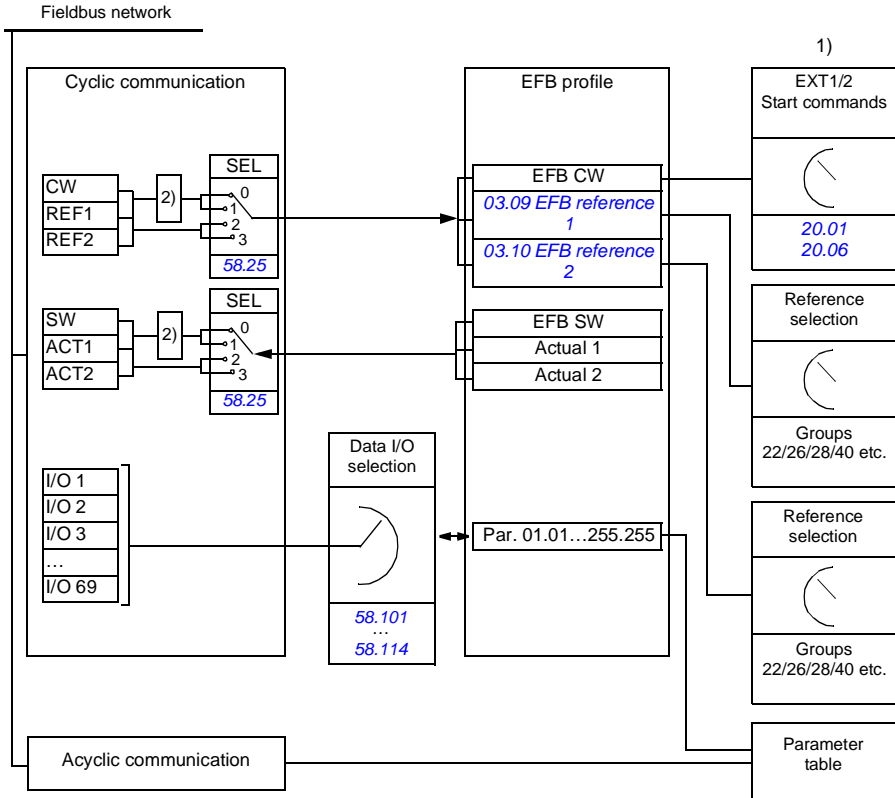 Fieldbus network
1)
Cyclic communication
EFB profile
EXT1/2
Start commands
CW
REF1
REF2
2)
SEL
0
1
2
3
58.25
EFB CW
03.09 EFB reference
1
03.10 EFB reference
2
20.01
20.06
SW
ACT1
ACT2
2)
SEL
0
1
2
3
58.25
EFB SW
Actual 1
Actual 2
Reference
selection
Groups
22/26/28/40 etc.
I/O 1
I/O 2
I/O 3
...
I/O 69
Data I/O
selection
58.101
...
58.114
Par. 01.01...255.255
Reference
selection
Groups
22/26/28/40 etc.
Acyclic communication
Parameter
table